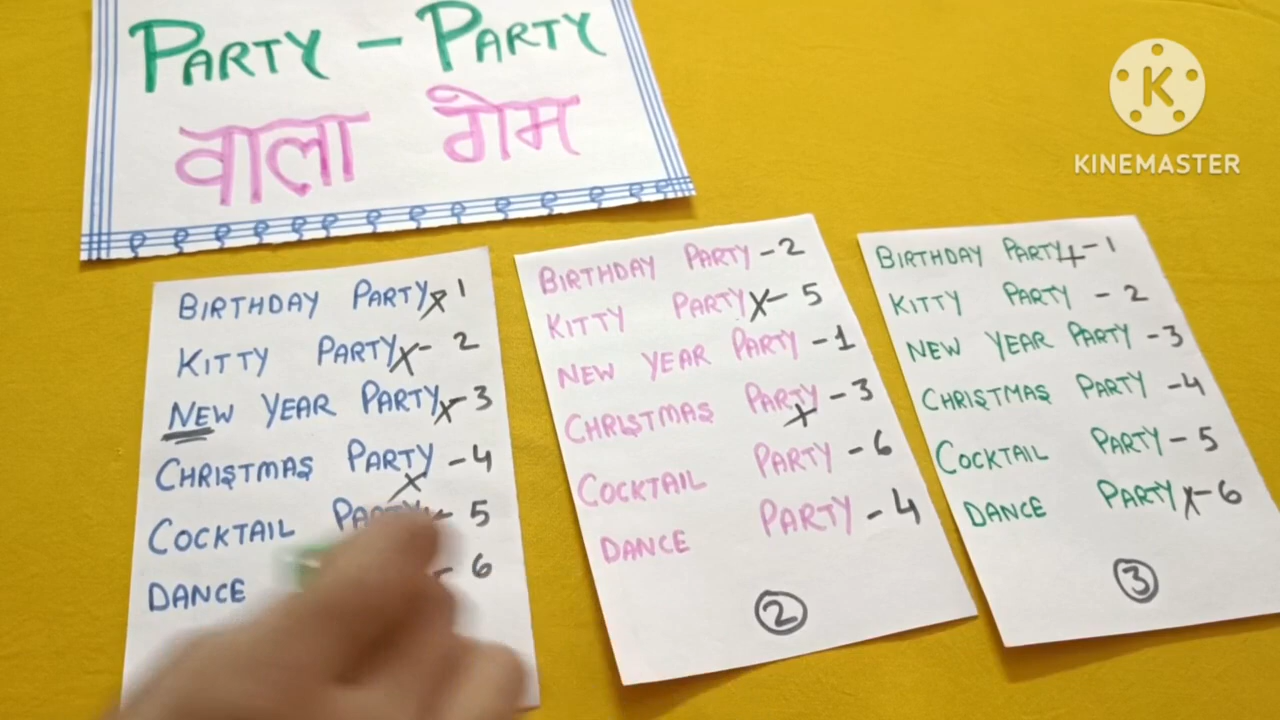 PARTY – PARTY
वाला गेम
K
KINEMASTER
BIRTHDAY PARTY x 1
KITTY PARTY x – 2
NEW YEAR PARTY x – 3
CHRISTMAS PARTY x – 4
COCKTAIL PARTY x – 5
DANCE – 6
BIRTHDAY PARTY – 2
KITTY PARTY x – 5
NEW YEAR PARTY – 1
CHRISTMAS PARTY x – 3
COCKTAIL PARTY – 6
DANCE PARTY – 4
2
BIRTHDAY PARTY x – 1
KITTY PARTY – 2
NEW YEAR PARTY – 3
CHRISTMAS PARTY – 4
COCKTAIL PARTY – 5
DANCE PARTY x – 6
3